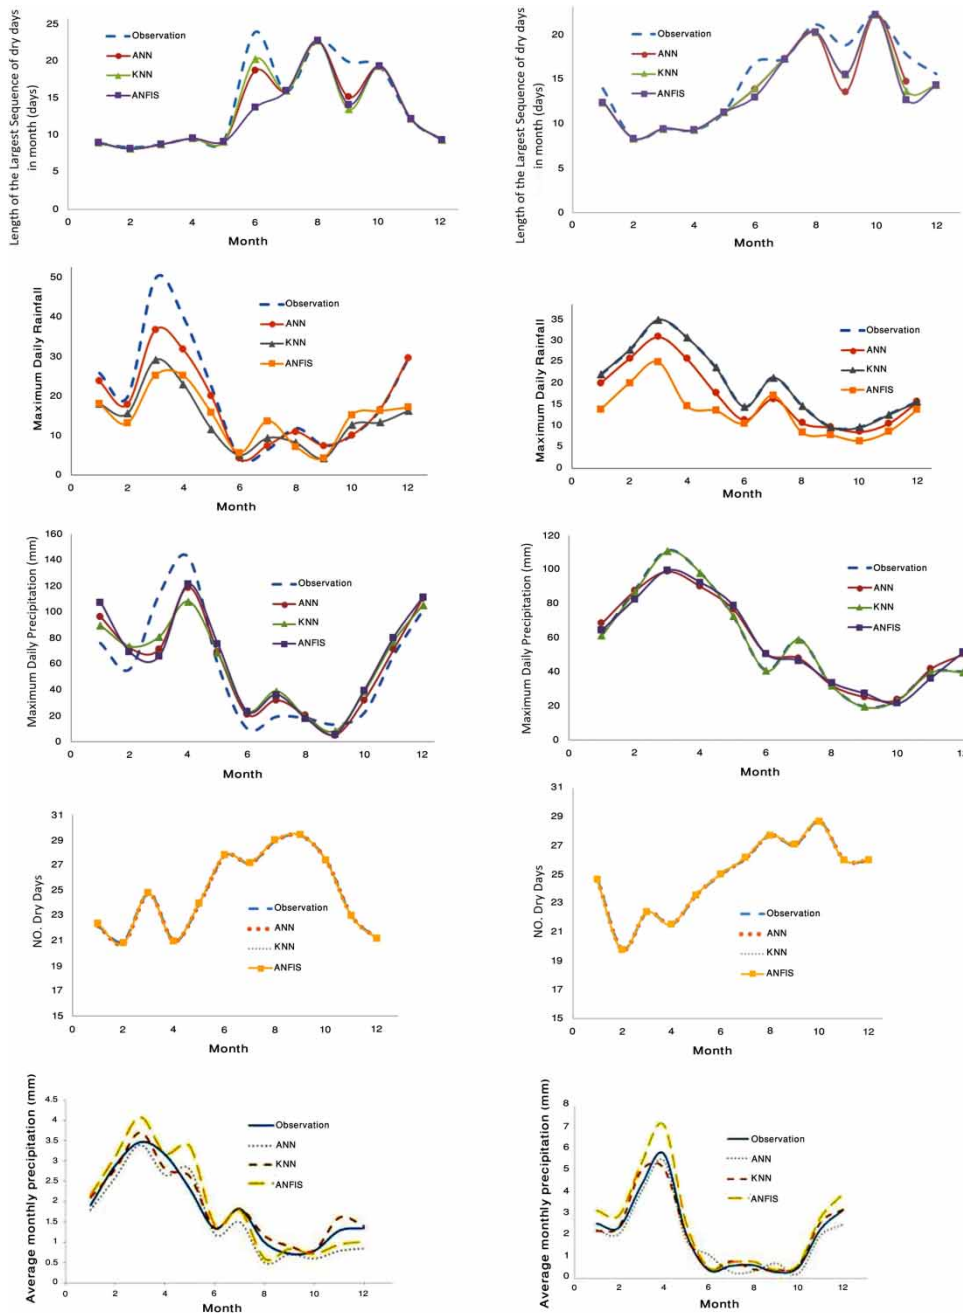 25
20
15
10
5
0
0 2 4 6 8 10 12
Month
Length of the Largest Sequence of dry days
in month (days)
Observation
ANN
KNN
ANFIS
20
15
10
5
0
0 2 4 6 8 10 12
Month
Length of the Largest Sequence of dry days
in month (days)
Observation
ANN
KNN
ANFIS
50
40
30
20
10
0
0 2 4 6 8 10 12
Month
Maximum Daily Rainfall
Observation
ANN
KNN
ANFIS
35
30
25
20
15
10
5
0
0 2 4 6 8 10 12
Month
Maximum Daily Rainfall
Observation
ANN
KNN
ANFIS
160
140
120
100
80
60
40
20
0
0 2 4 6 8 10 12
Month
Maximum Daily Precipitation (mm)
Observation
ANN
KNN
ANFIS
120
100
80
60
40
20
0
0 2 4 6 8 10
Month
Maximum Daily Precipitation (mm)
Observation
ANN
KNN
ANFIS
31
29
27
25
23
21
19
17
15
0 2 4 6 8 10 12
Month
NO. Dry Days
Observation
ANN
KNN
ANFIS
31
29
27
25
23
21
19
17
15
0 2 4 6 8 10 12
Month
NO. Dry Days
Observation
ANN
KNN
ANFIS
4.5
4
3.5
3
2.5
2
1.5
1
0.5
0
0 2 4 6 8 10 12
Month
Average monthly precipitation (mm)
Observation
ANN
KNN
ANFIS
8
7
6
5
4
3
2
1
0
0 2 4 6 8 10 12
Month
Average monthly precipitation (mm)
Observation
ANN
KNN
ANFIS